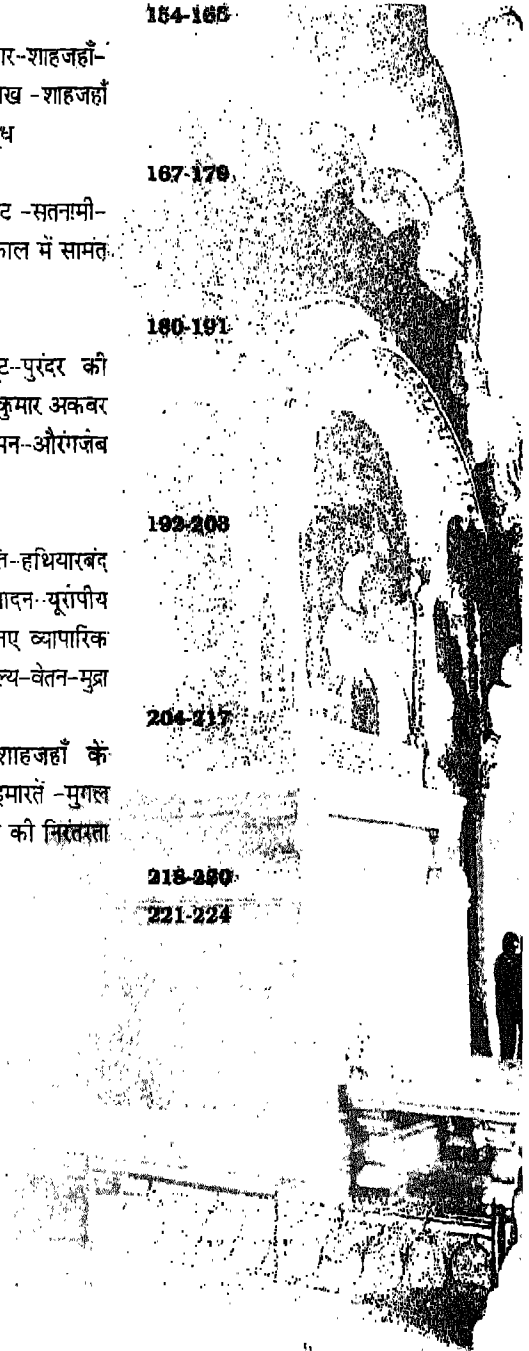 154-165
ार-शाहजहाँ-
ाख -शाहजहाँ
ध
167-179
ट -सतनामी-
काल में सामंत
180-191
ट-पुरंदर की
कुमार अकबर
मन-औरंगजेब
192-203
त-हथियारबंद
ादन-यूरोपीय
नए व्यापारिक
ल्य-वेतन-मुद्रा
204-217
शाहजहाँ के
इमारतें -मुगल
की निरंतरता
218-220
221-224